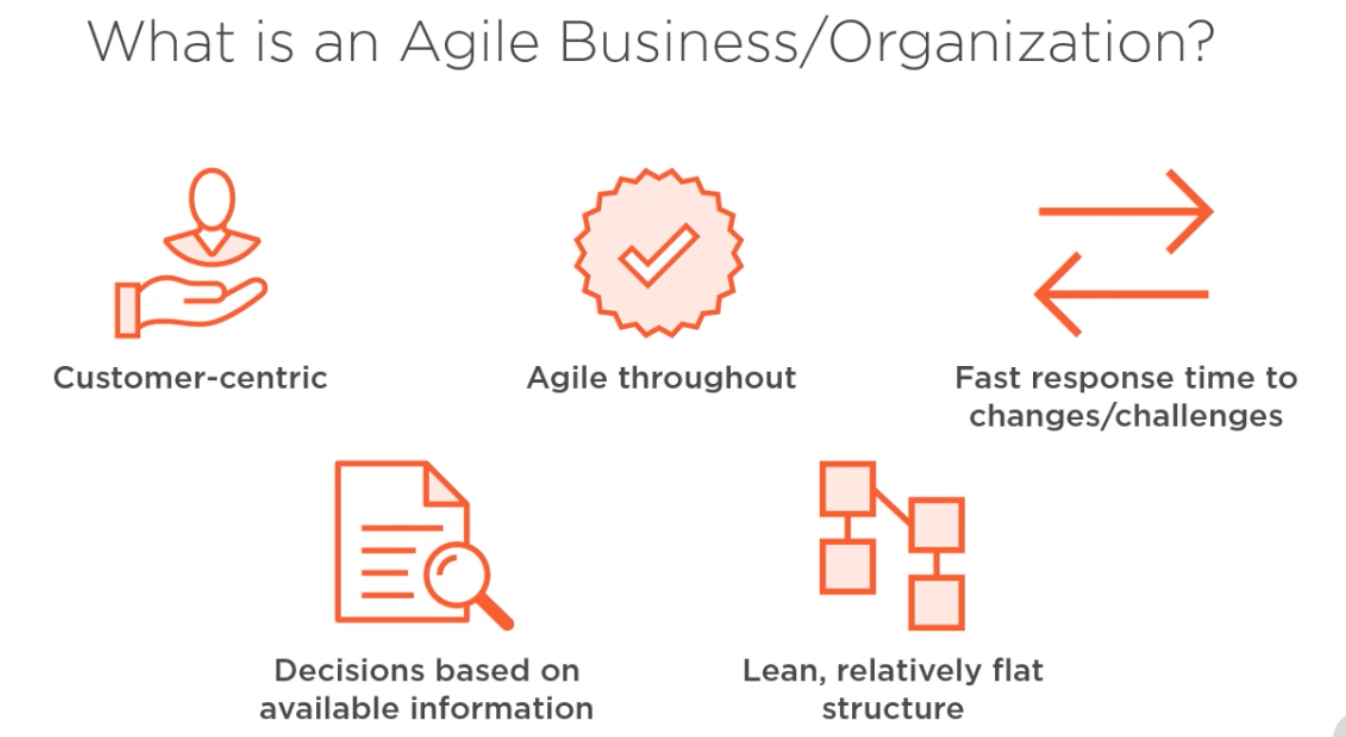 What is an Agile Business/Organization?
Customer-centric
Agile throughout
Fast response time to
changes/challenges
Decisions based on
available information
Lean, relatively flat
structure